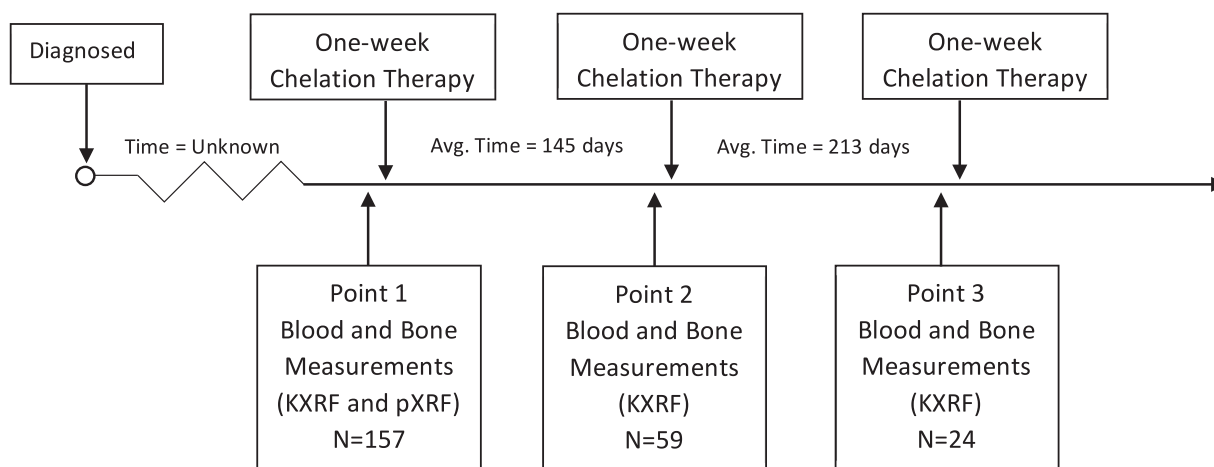 Diagnosed
One-week
Chelation Therapy
One-week
Chelation Therapy
One-week
Chelation Therapy
Time = Unknown
Avg. Time = 145 days
Avg. Time = 213 days
Point 1
Blood and Bone
Measurements
(KXRF and pXRF)
N=157
Point 2
Blood and Bone
Measurements
(KXRF)
N=59
Point 3
Blood and Bone
Measurements
(KXRF)
N=24